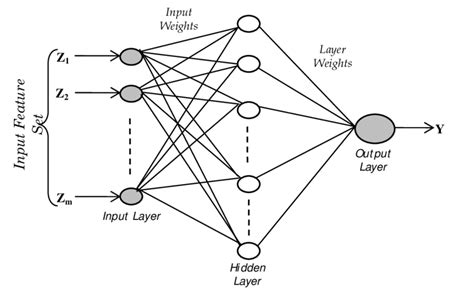 Input
Weights
Layer
Weights
Input Feature
Set
Z1
Z2
Zm
Input Layer
Hidden
Layer
Output
Layer
Y